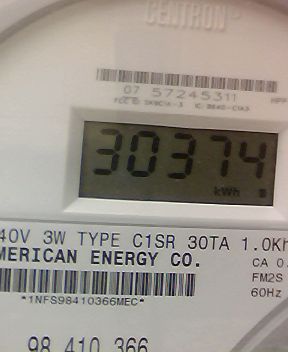 CENTRON
07 57245311
30374
kWh
40V 3W TYPE C1SR 30TA 1.0Kh
MERICAN ENERGY CO.
CA 0.
FM2S
60Hz
*1NFS98410366MEC*
98 410 366